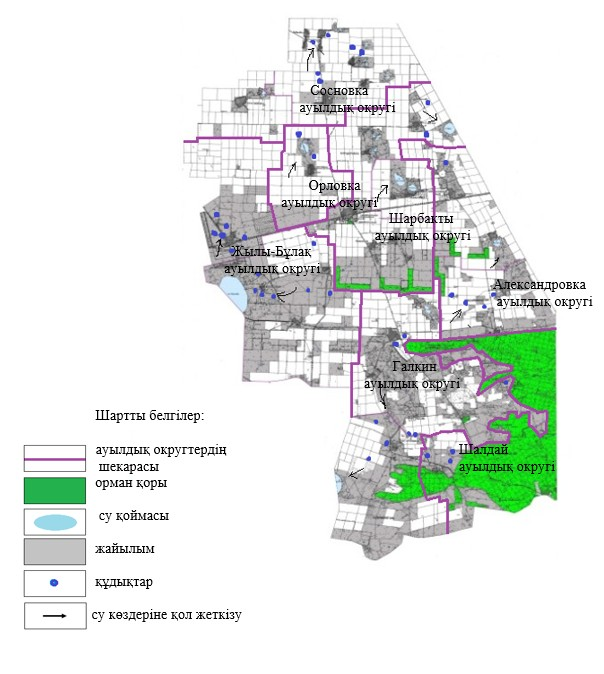 Сосновка
ауылдық округі
Орловка
ауылдық округі
Шарбакты
ауылдық округі
Жылы-Бұлақ
ауылдық округі
Александровка
ауылдық округі
Галкин
ауылдық округі
Шалдай
ауылдық округі
Шартты белгілер:
ауылдық округтердің
шекарасы
орман қоры
су қоймасы
жайылым
құдықтар
су көздеріне қол жеткізу